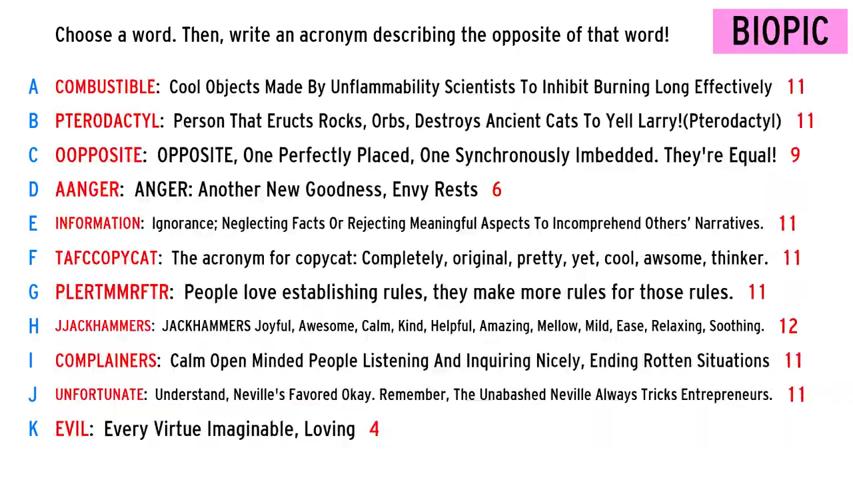 Choose a word. Then, write an acronym describing the opposite of that word! BIOPIC
A COMBUSTIBLE: Cool Objects Made By Unflammability Scientists To Inhibit Burning Long Effectively 11
B PTERODACTYL: Person That Eructs Rocks, Orbs, Destroys Ancient Cats To Yell Larry!(Pterodactyl) 11
C OOPPOSITE: OPPOSITE, One Perfectly Placed, One Synchronously Imbedded. They're Equal! 9
D AANGER: ANGER: Another New Goodness, Envy Rests 6
E INFORMATION: Ignorance; Neglecting Facts Or Rejecting Meaningful Aspects To Incomprehend Others' Narratives. 11
F TAFCCOPYCAT: The acronym for copycat: Completely, original, pretty, yet, cool, awsome, thinker. 11
G PLERTMMRFTR: People love establishing rules, they make more rules for those rules. 11
H JJACKHAMMERS: JACKHAMMERS Joyful, Awesome, Calm, Kind, Helpful, Amazing, Mellow, Mild, Ease, Relaxing, Soothing. 12
I COMPLAINERS: Calm Open Minded People Listening And Inquiring Nicely, Ending Rotten Situations 11
J UNFORTUNATE: Understand, Neville's Favored Okay. Remember, The Unabashed Neville Always Tricks Entrepreneurs. 11
K EVIL: Every Virtue Imaginable, Loving 4